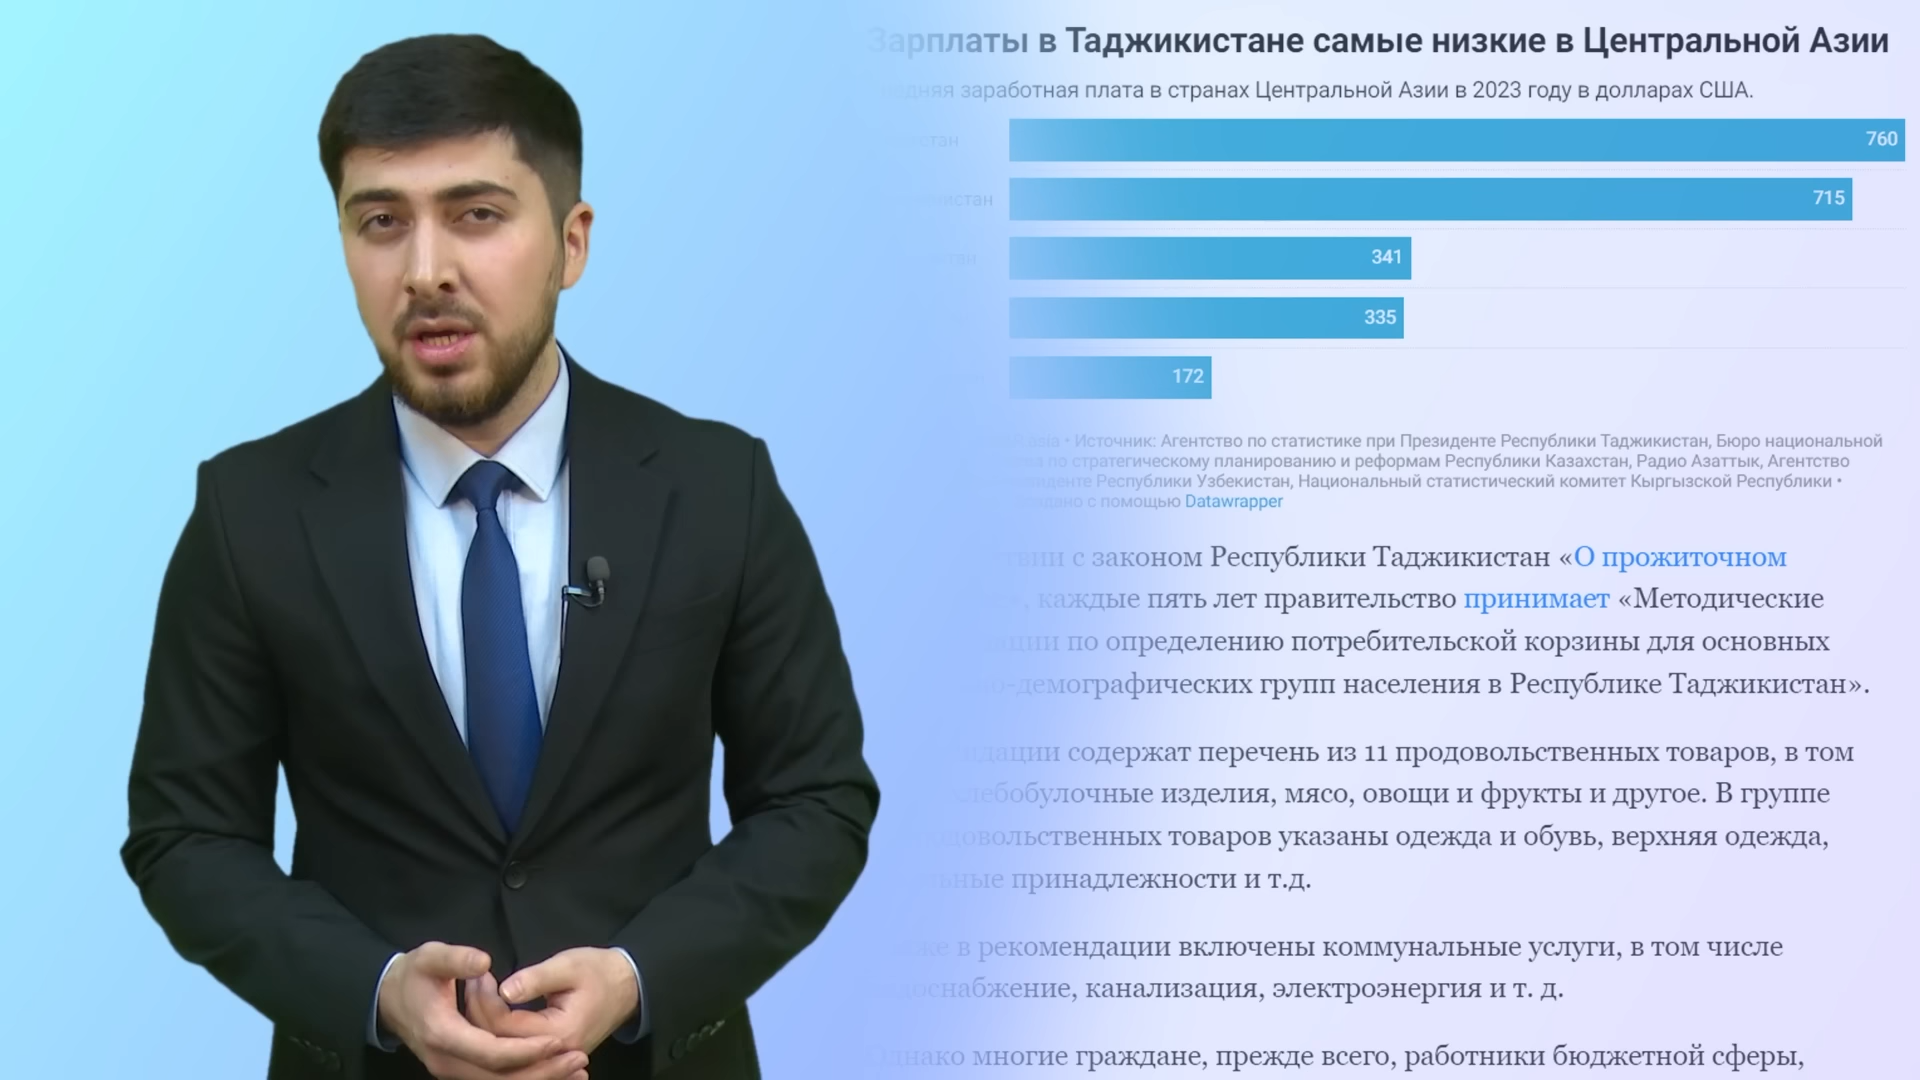 Зарплаты в Таджикистане самые низкие в Центральной Азии
заработная плата в странах Центральной Азии в 2023 году в долларах США.
760
715
341
335
172
• Источник: Агентство по статистике при Президенте Республики Таджикистан, Бюро национальной
по стратегическому планированию и реформам Республики Казахстан, Радио Азаттык, Агентство
Республики Узбекистан, Национальный статистический комитет Кыргызской Республики •
с помощью Datawrapper
с законом Республики Таджикистан «О прожиточном
каждые пять лет правительство принимает «Методические
по определению потребительской корзины для основных
-демографических групп населения в Республике Таджикистан».
содержат перечень из 11 продовольственных товаров, в том
изделия, мясо, овощи и фрукты и другое. В группе
товаров указаны одежда и обувь, верхняя одежда,
принадлежности и т.д.
в рекомендации включены коммунальные услуги, в том числе
канализация, электроэнергия и т. д.
Однако многие граждане, прежде всего, работники бюджетной сферы,